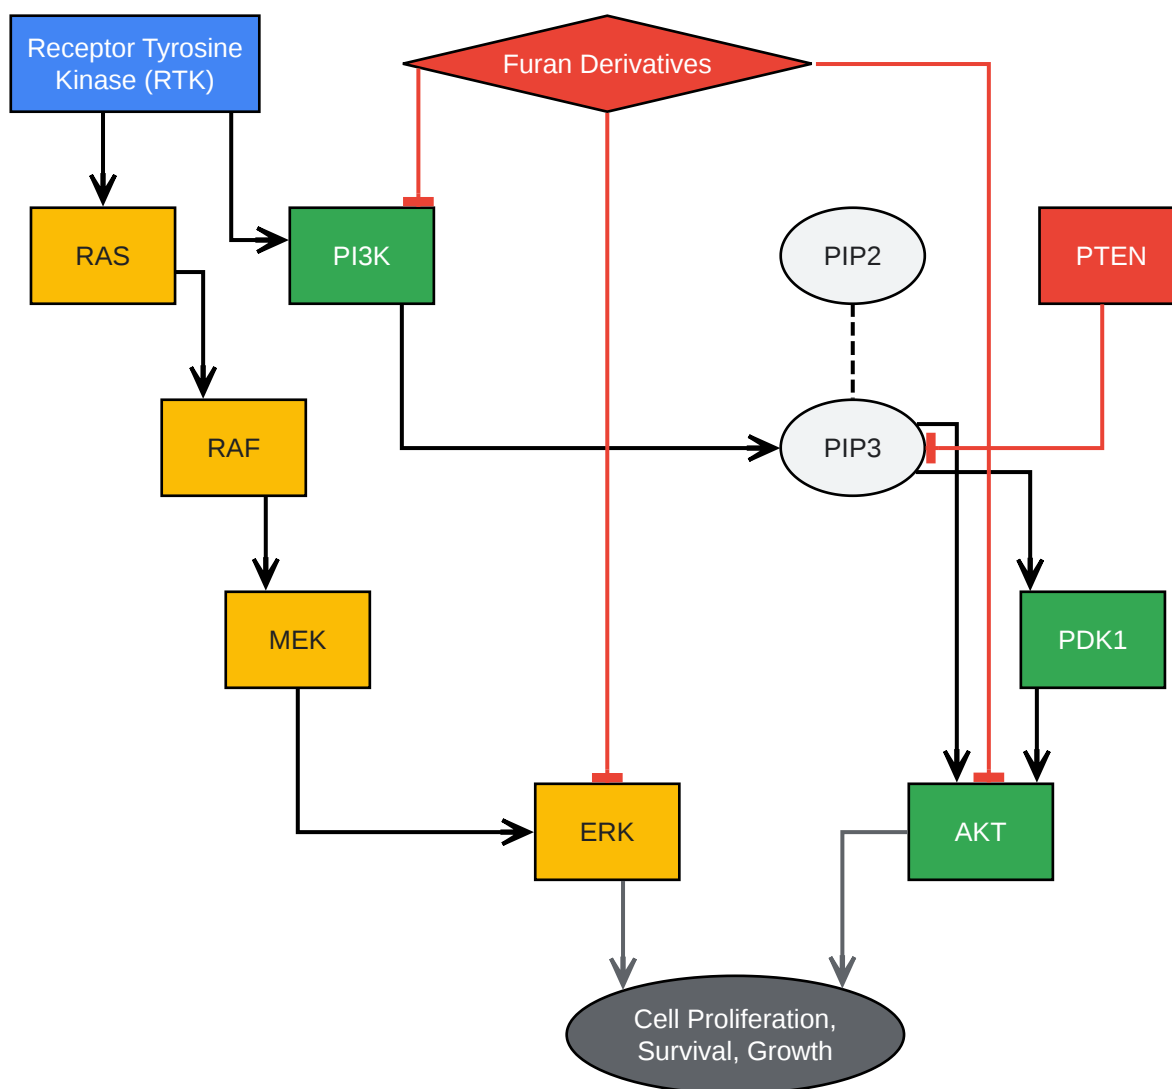 Receptor Tyrosine
Kinase (RTK)
Furan Derivatives
RAS
PI3K
PIP2
PTEN
RAF
PIP3
MEK
PDK1
ERK
AKT
Cell Proliferation,
Survival, Growth